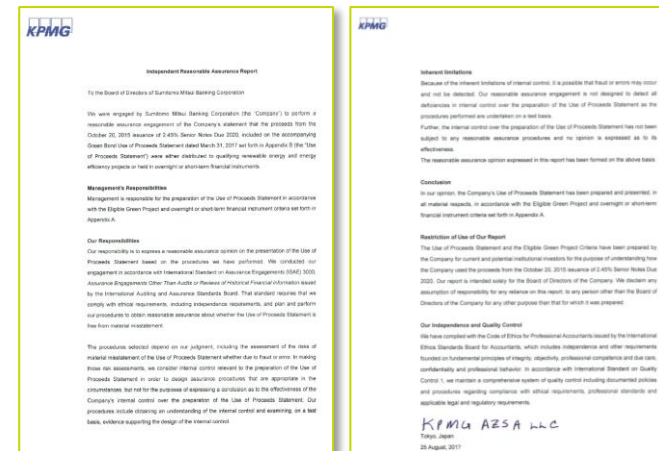 KPMG
Independent Reasonable Assurance Report
To the Board of Directors of Sumitomo Mitsui Banking Corporation
We were engaged by Sumitomo Mitsui Banking Corporation (the "Company") to perform a
reasonable assurance engagement of the Company's statement that the proceeds from the
October 20, 2015 issuance of 2.45% Senior Notes Due 2020, included on the accompanying
Green Bond Use of Proceeds Statement dated March 31, 2017 set forth in Appendix B (the "Use
of Proceeds Statement") were either distributed to qualifying renewable energy and energy
efficiency projects or held in overnight or short-term financial instruments.
Management's Responsibilities
Management is responsible for the preparation of the Use of Proceeds Statement in accordance
with the Eligible Green Project and overnight or short-term financial instrument criteria set forth in
Appendix A.
Our Responsibilities
Our responsibility is to express a reasonable assurance opinion on the presentation of the Use of
Proceeds Statement based on the procedures we have performed. We conducted our
engagement in accordance with International Standard on Assurance Engagements (ISAE) 3000,
Assurance Engagements Other Than Audits or Reviews of Historical Financial Information issued
by the International Auditing and Assurance Standards Board. That standard requires that we
comply with ethical requirements, including independence requirements, and plan and perform
our procedures to obtain reasonable assurance about whether the Use of Proceeds Statement is
free from material misstatement.
The procedures selected depend on our judgment, including the assessment of the risks of
material misstatement of the Use of Proceeds Statement whether due to fraud or error. In making
those risk assessments, we consider internal control relevant to the preparation of the Use of
Proceeds Statement in order to design assurance procedures that are appropriate in the
circumstances, but not for the purposes of expressing a conclusion as to the effectiveness of the
Company's internal control over the preparation of the Use of Proceeds Statement. Our
procedures include obtaining an understanding of the internal control and examining, on a test
basis, evidence supporting the design of the internal control.
KPMG
Inherent limitations
Because of the inherent limitations of internal control, it is possible that fraud or errors may occur
and not be detected. Our reasonable assurance engagement is not designed to detect all
deficiencies in internal control over the preparation of the Use of Proceeds Statement as the
procedures performed are undertaken on a test basis.
Further, the internal control over the preparation of the Use of Proceeds Statement has not been
subject to any reasonable assurance procedures and no opinion is expressed as to its
effectiveness.
The reasonable assurance opinion expressed in this report has been formed on the above basis.
Conclusion
In our opinion, the Company's Use of Proceeds Statement has been prepared and presented, in
all material respects, in accordance with the Eligible Green Project and overnight or short-term
financial instrument criteria set forth in Appendix A.
Restriction of Use of Our Report
The Use of Proceeds Statement and the Eligible Green Project Criteria have been prepared by
the Company for current and potential institutional investors for the purpose of understanding how
the Company used the proceeds from the October 20, 2015 issuance of 2.45% Senior Notes Due
2020. Our report is intended solely for the Board of Directors of the Company. We disclaim any
assumption of responsibility for any reliance on this report, to any person other than the Board of
Directors of the Company for any other purpose than that for which it was prepared.
Our Independence and Quality Control
We have complied with the Code of Ethics for Professional Accountants issued by the International
Ethics Standards Board for Accountants, which includes independence and other requirements
founded on fundamental principles of integrity, objectivity, professional competence and due care,
confidentiality and professional behavior. In accordance with International Standard on Quality
Control 1, we maintain a comprehensive system of quality control including documented policies
and procedures regarding compliance with ethical requirements, professional standards and
applicable legal and regulatory requirements.
KPMG AZSA LLC
Tokyo, Japan
25 August, 2017